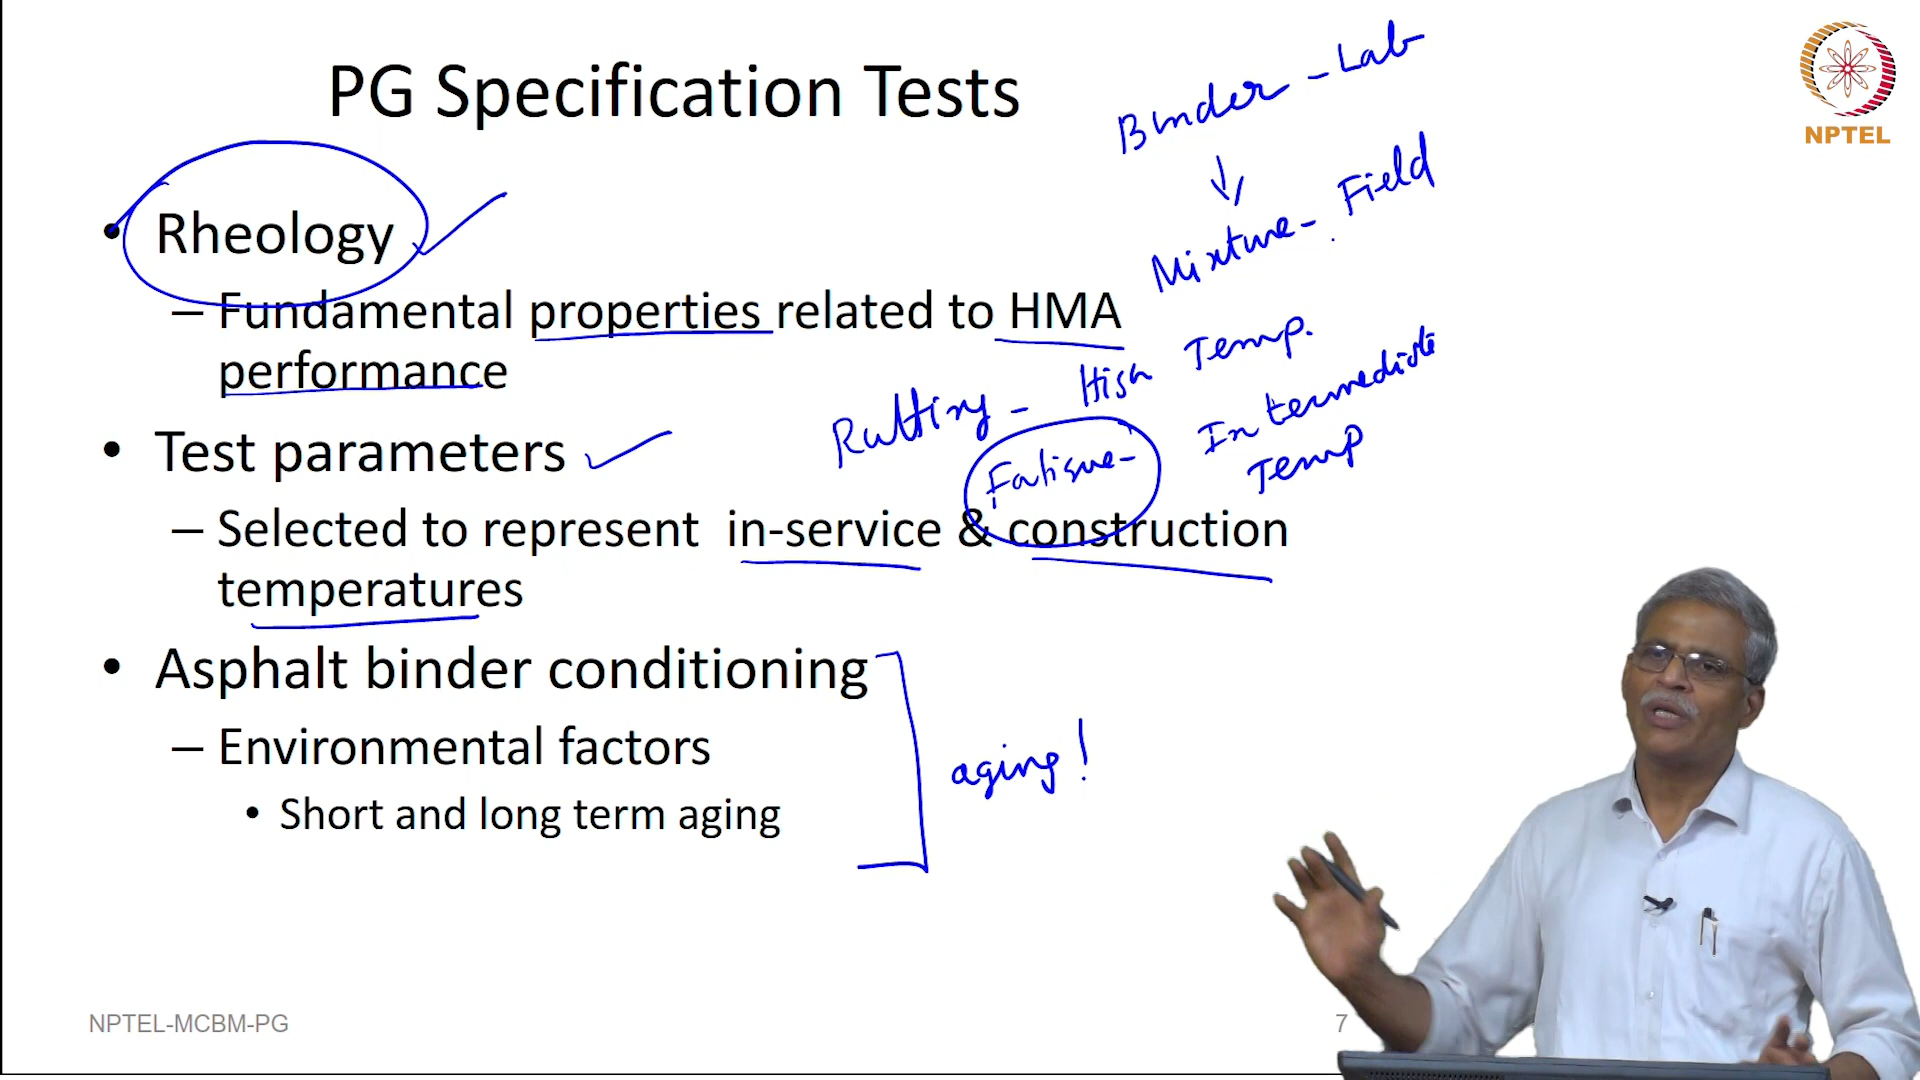 PG Specification Tests
NPTEL
Binder - Lab
Mixture - Field
• Rheology
– Fundamental properties related to HMA
performance
Rutting - High Temp.
Fatigue - Intermediate
Temp
• Test parameters
– Selected to represent in-service & construction
temperatures
• Asphalt binder conditioning
– Environmental factors
• Short and long term aging
aging!
NPTEL-MCBM-PG
7